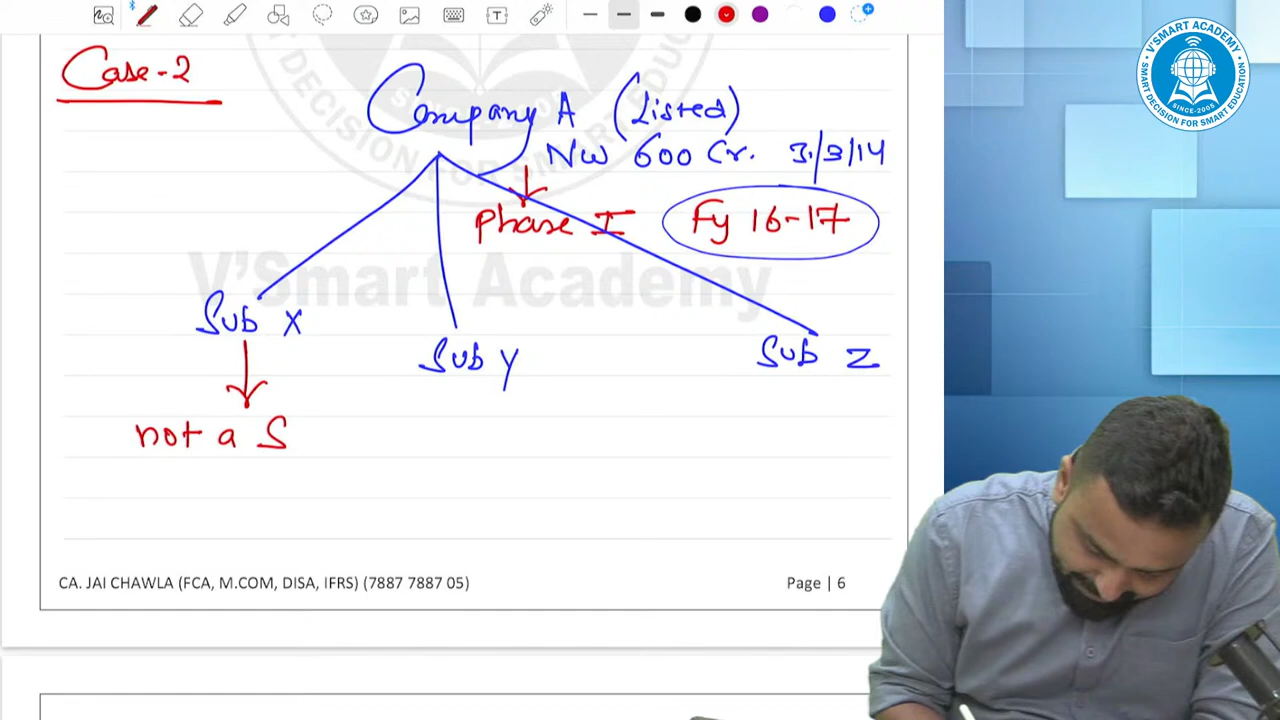 Case-2
Company A (Listed)
NW 600 Cr. 31/3/14
Phase I Fy 16-17
V'Smart Academy
Sub X
Sub Y
Sub Z
not a S
CA. JAI CHAWLA (FCA, M.COM, DISA, IFRS) (7887 7887 05)
Page | 6
V'SMART ACADEMY
SINCE-2005
SMART DECISION FOR SMART EDUCATION